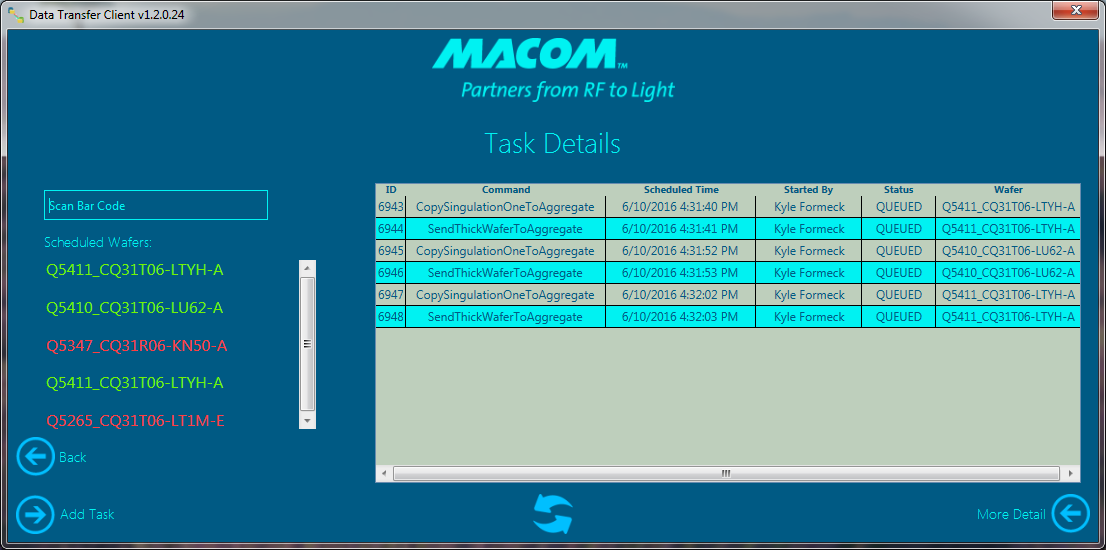 Data Transfer Client v1.2.0.24
MACOM™
Partners from RF to Light
Task Details
Scan Bar Code
Scheduled Wafers:
Q5411_CQ31T06-LTYH-A
Q5410_CQ31T06-LU62-A
Q5347_CQ31R06-KN50-A
Q5411_CQ31T06-LTYH-A
Q5265_CQ31T06-LT1M-E
ID Command Scheduled Time Started By Status Wafer
6943 CopySingulationOneToAggregate 6/10/2016 4:31:40 PM Kyle Formeck QUEUED Q5411_CQ31T06-LTYH-A
6944 SendThickWaferToAggregate 6/10/2016 4:31:41 PM Kyle Formeck QUEUED Q5411_CQ31T06-LTYH-A
6945 CopySingulationOneToAggregate 6/10/2016 4:31:52 PM Kyle Formeck QUEUED Q5410_CQ31T06-LU62-A
6946 SendThickWaferToAggregate 6/10/2016 4:31:53 PM Kyle Formeck QUEUED Q5410_CQ31T06-LU62-A
6947 CopySingulationOneToAggregate 6/10/2016 4:32:02 PM Kyle Formeck QUEUED Q5411_CQ31T06-LTYH-A
6948 SendThickWaferToAggregate 6/10/2016 4:32:03 PM Kyle Formeck QUEUED Q5411_CQ31T06-LTYH-A
Back
Add Task
More Detail